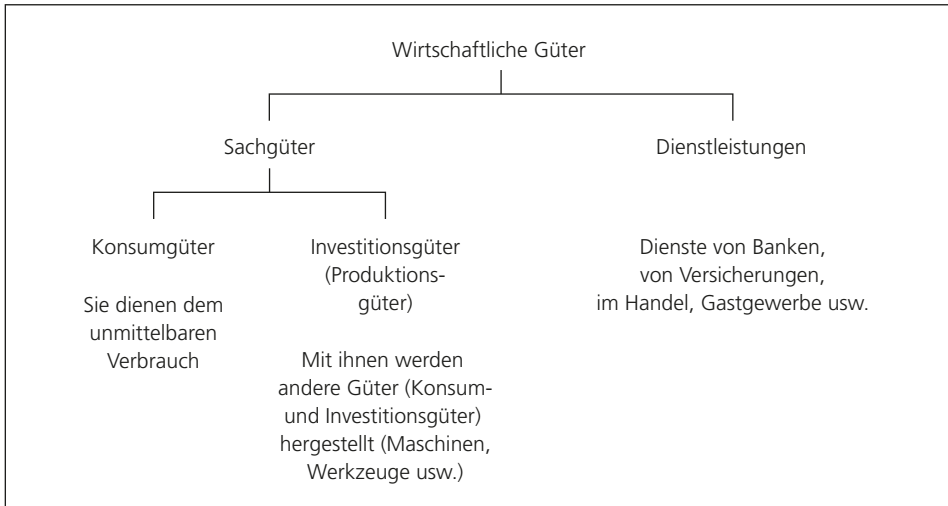 Wirtschaftliche Güter
Sachgüter
Dienstleistungen
Konsumgüter
Sie dienen dem
unmittelbaren
Verbrauch
Investitionsgüter
(Produktions-
güter)
Mit ihnen werden
andere Güter (Konsum-
und Investitionsgüter)
hergestellt (Maschinen,
Werkzeuge usw.)
Dienste von Banken,
von Versicherungen,
im Handel, Gastgewerbe usw.